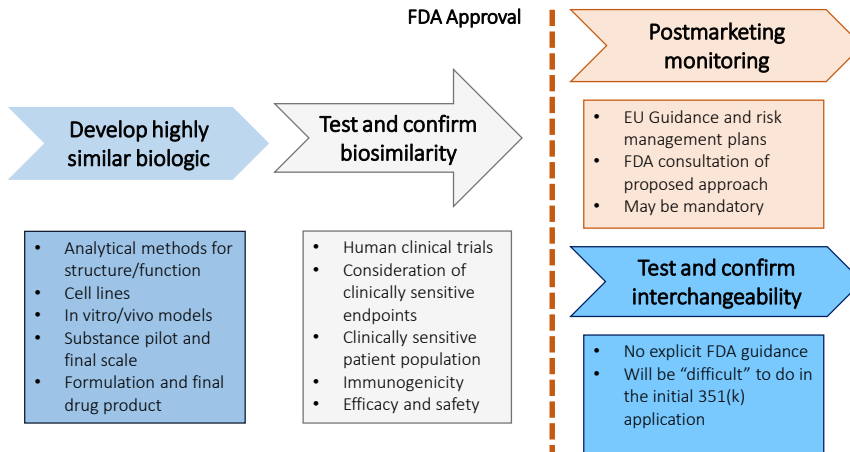 FDA Approval
Develop highly
similar biologic
• Analytical methods for
structure/function
• Cell lines
• In vitro/vivo models
• Substance pilot and
final scale
• Formulation and final
drug product
Test and confirm
biosimilarity
• Human clinical trials
• Consideration of
clinically sensitive
endpoints
• Clinically sensitive
patient population
• Immunogenicity
• Efficacy and safety
Postmarketing
monitoring
• EU Guidance and risk
management plans
• FDA consultation of
proposed approach
• May be mandatory
Test and confirm
interchangeability
• No explicit FDA guidance
• Will be “difficult” to do in
the initial 351(k)
application